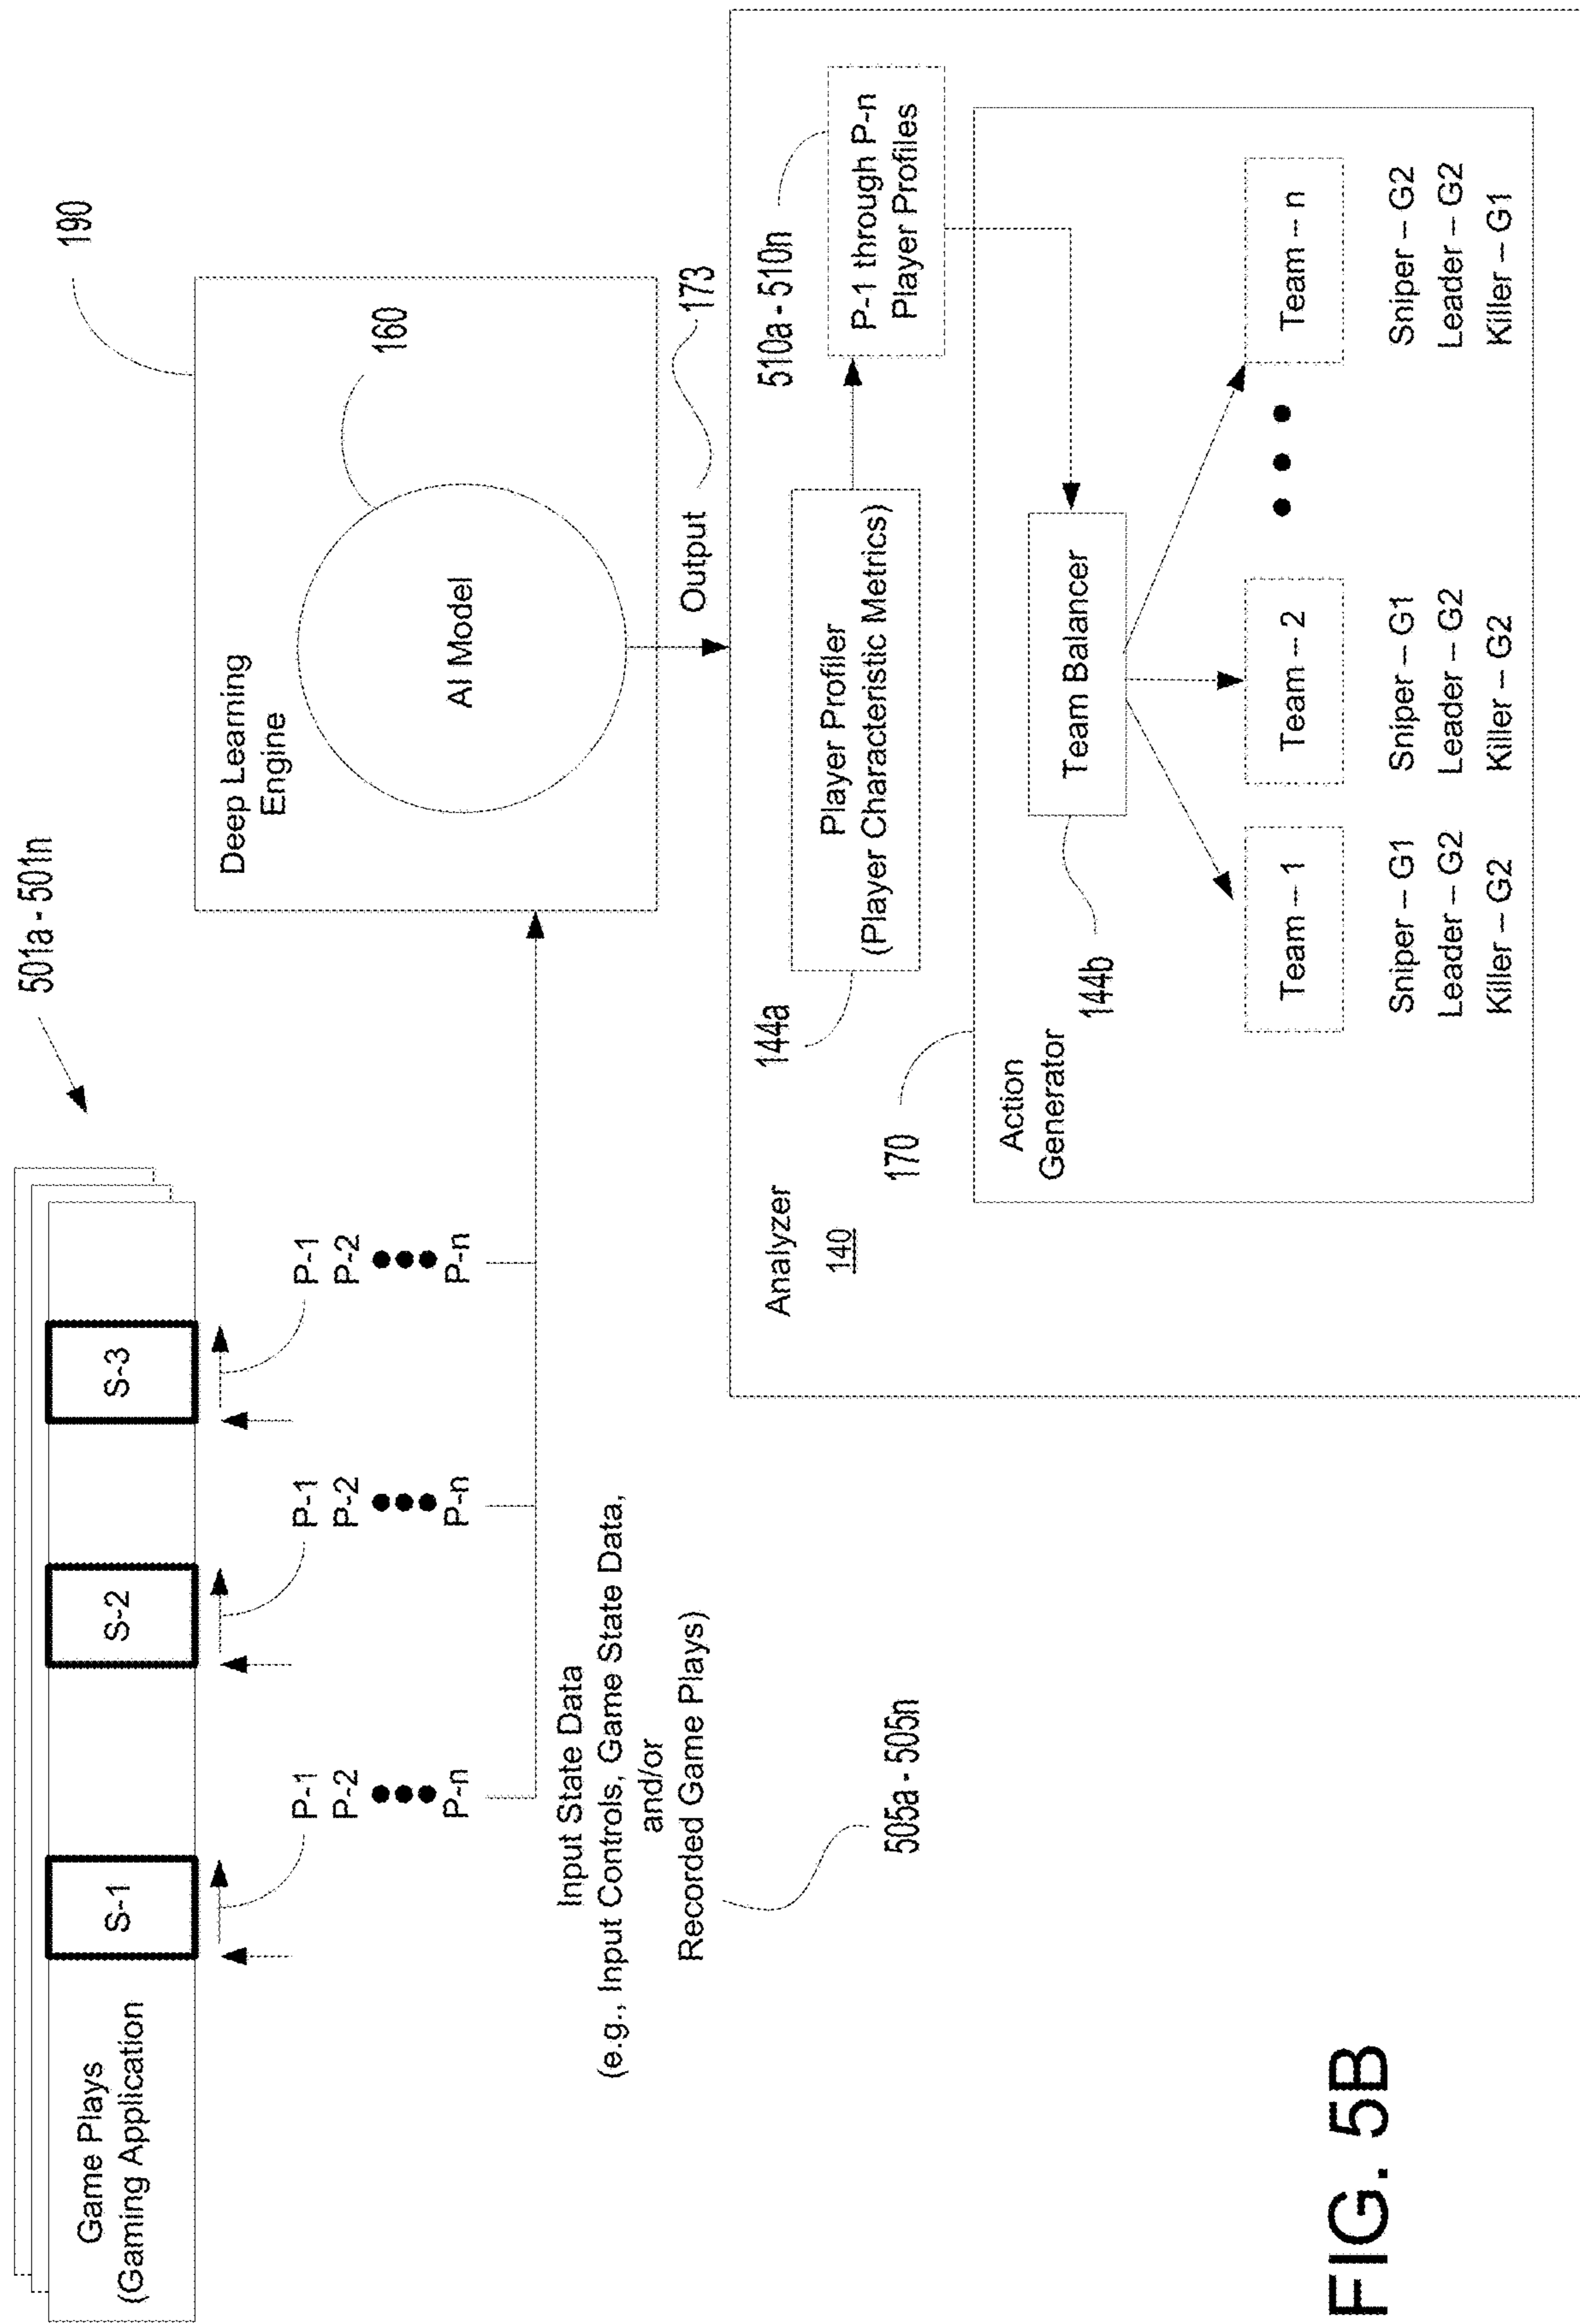 501a - 501n
Game Plays
(Gaming Application
S-1
S-2
S-3
P-1
P-2
P-n
P-1
P-2
P-n
P-1
P-2
P-n
Input State Data
(e.g., Input Controls, Game State Data,
and/or
Recorded Game Plays)
505a - 505n
190
Deep Learning
Engine
160
AI Model
Output
173
Analyzer
140
144a
Player Profiler
(Player Characteristic Metrics)
510a - 510n
P-1 through P-n
Player Profiles
170
Action
Generator
144b
Team Balancer
Team -- 1
Sniper – G1
Leader – G2
Killer – G2
Team -- 2
Sniper – G1
Leader – G2
Killer – G2
Team -- n
Sniper – G2
Leader – G2
Killer – G1
FIG. 5B